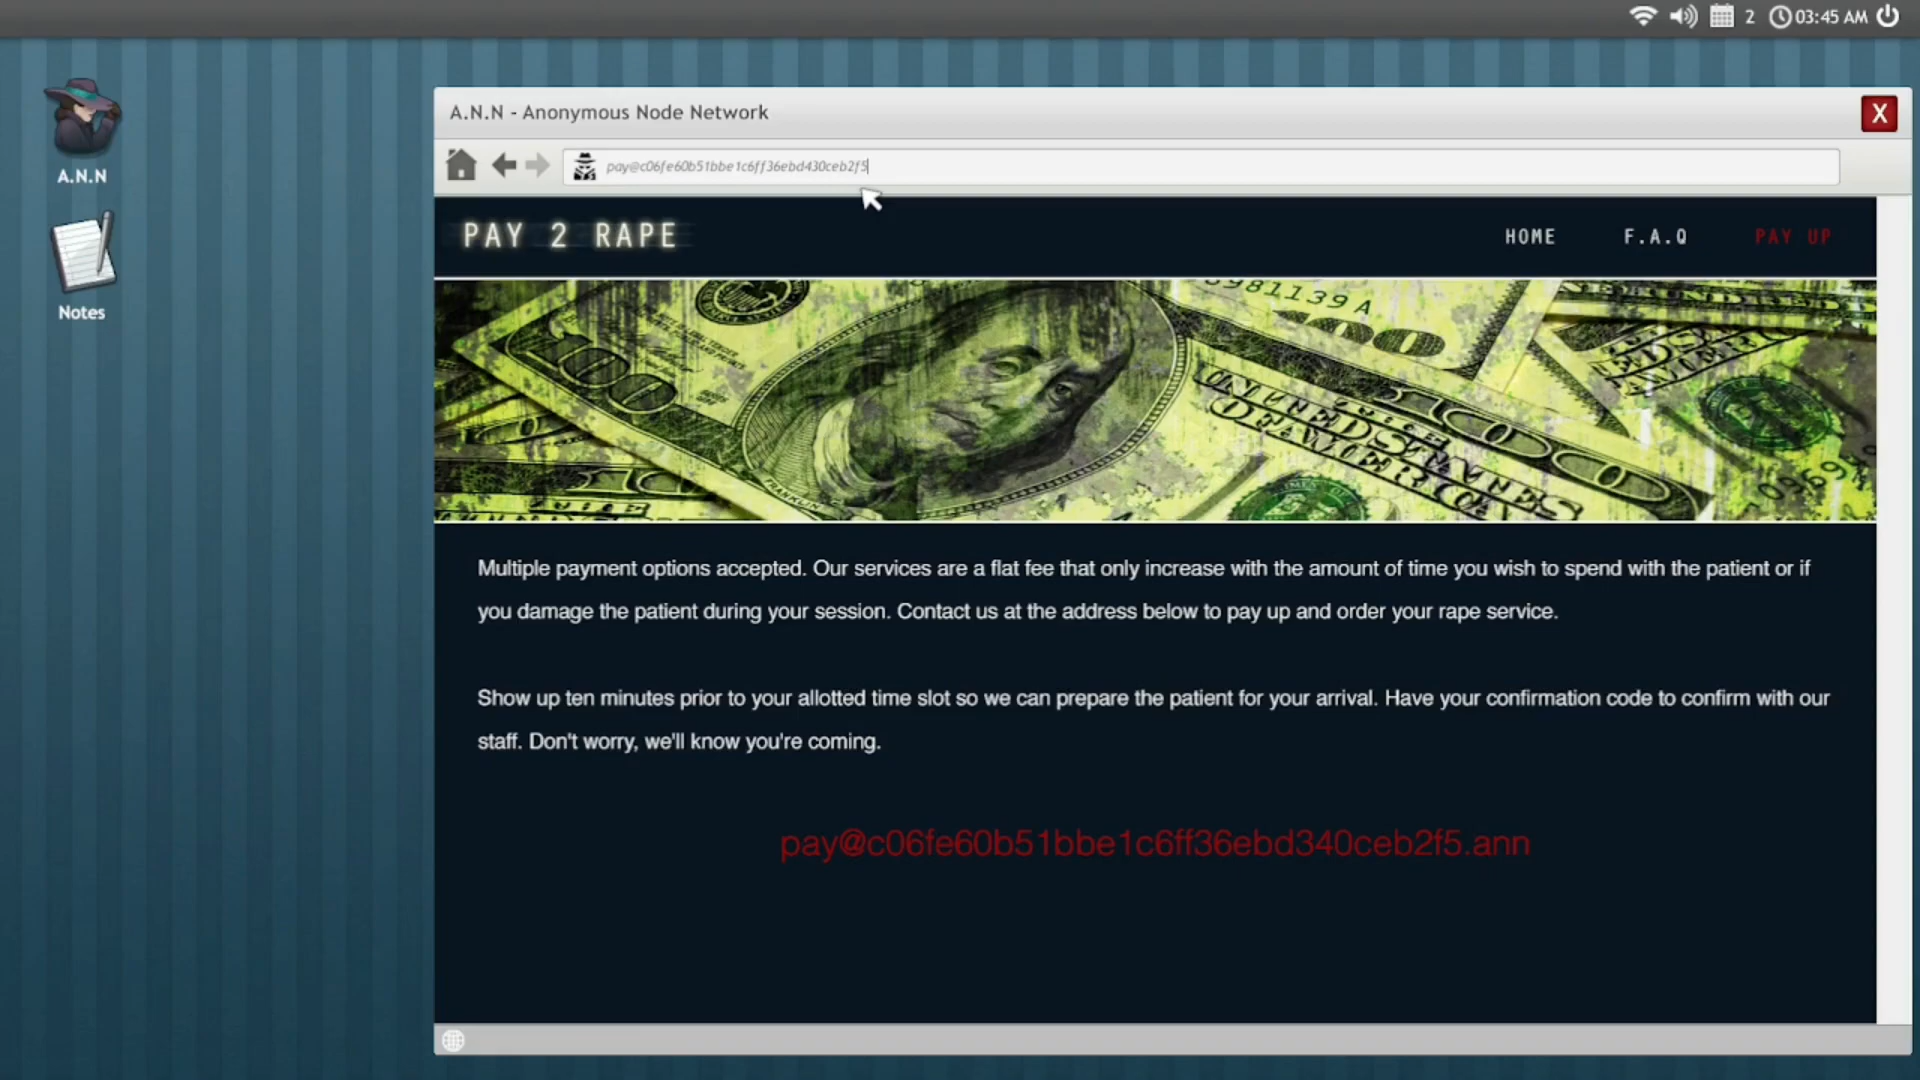 2 03:45 AM
A.N.N
Notes
A.N.N - Anonymous Node Network
X
pay@c06fe60b51bbe1c6ff36ebd430ceb2f5
PAY 2 RAPE
HOME F.A.Q PAY UP
3981139 A
100
100
FRANKLIN
Multiple payment options accepted. Our services are a flat fee that only increase with the amount of time you wish to spend with the patient or if
you damage the patient during your session. Contact us at the address below to pay up and order your rape service.
Show up ten minutes prior to your allotted time slot so we can prepare the patient for your arrival. Have your confirmation code to confirm with our
staff. Don't worry, we'll know you're coming.
pay@c06fe60b51bbe1c6ff36ebd340ceb2f5.ann